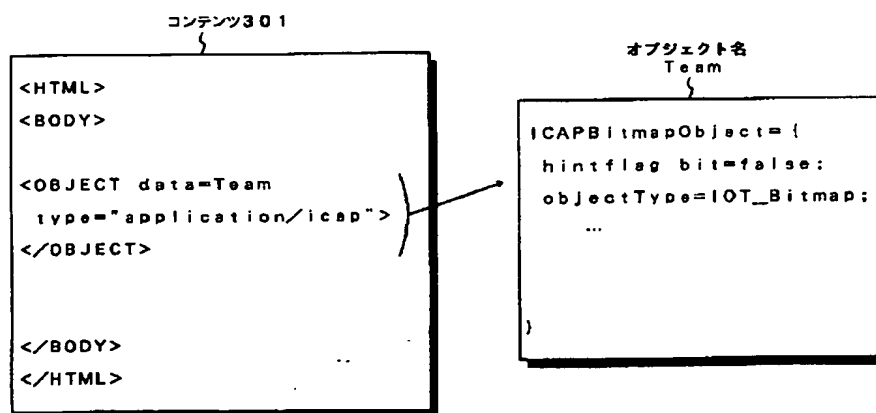 コンテンツ301
<HTML>
<BODY>
<OBJECT data=Team
type="application/icap">
</OBJECT>
</BODY>
</HTML>
オブジェクト名
Team
ICAPBitmapObject={
hintflag bit=false;
objectType=IOT_Bitmap;
...
}